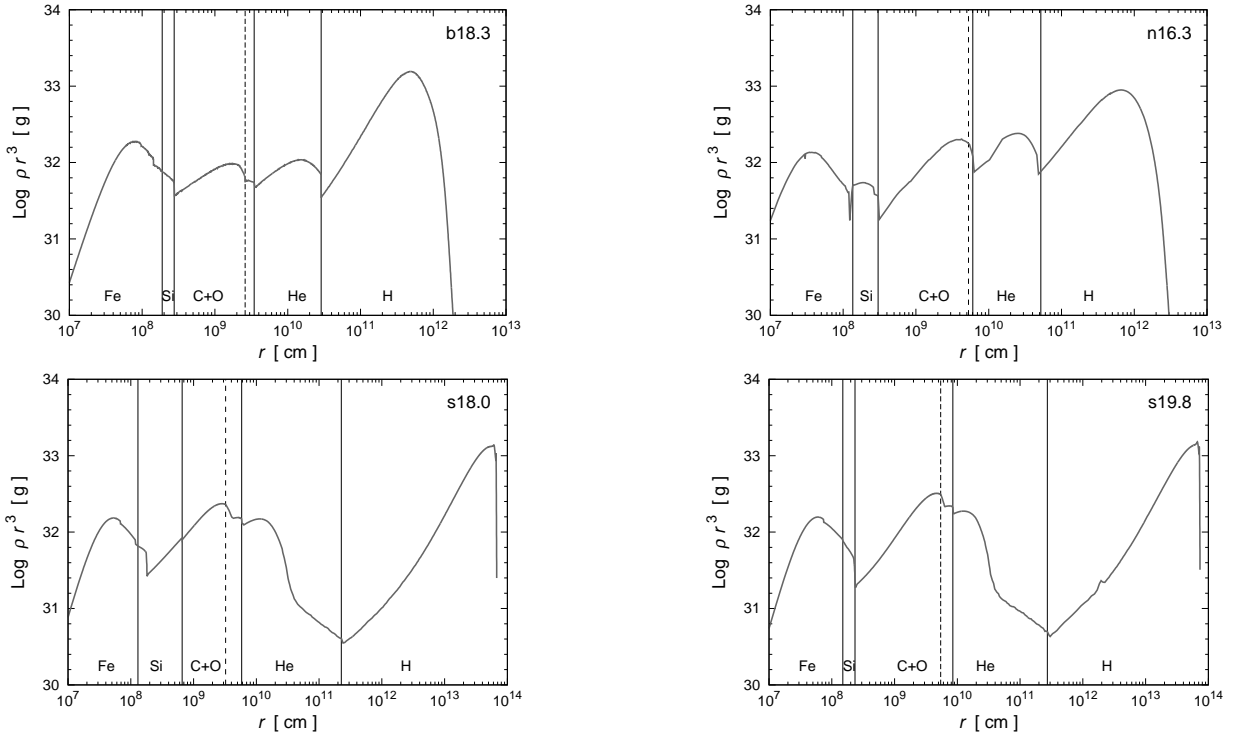 b18.3
34
33
32
31
30
Log ρ r³ [ g ]
Fe Si C+O He H
10⁷ 10⁸ 10⁹ 10¹⁰ 10¹¹ 10¹² 10¹³
r [ cm ]
n16.3
34
33
32
31
30
Log ρ r³ [ g ]
Fe Si C+O He H
10⁷ 10⁸ 10⁹ 10¹⁰ 10¹¹ 10¹² 10¹³
r [ cm ]
s18.0
34
33
32
31
30
Log ρ r³ [ g ]
Fe Si C+O He H
10⁷ 10⁸ 10⁹ 10¹⁰ 10¹¹ 10¹² 10¹³ 10¹⁴
r [ cm ]
s19.8
34
33
32
31
30
Log ρ r³ [ g ]
Fe Si C+O He H
10⁷ 10⁸ 10⁹ 10¹⁰ 10¹¹ 10¹² 10¹³ 10¹⁴
r [ cm ]